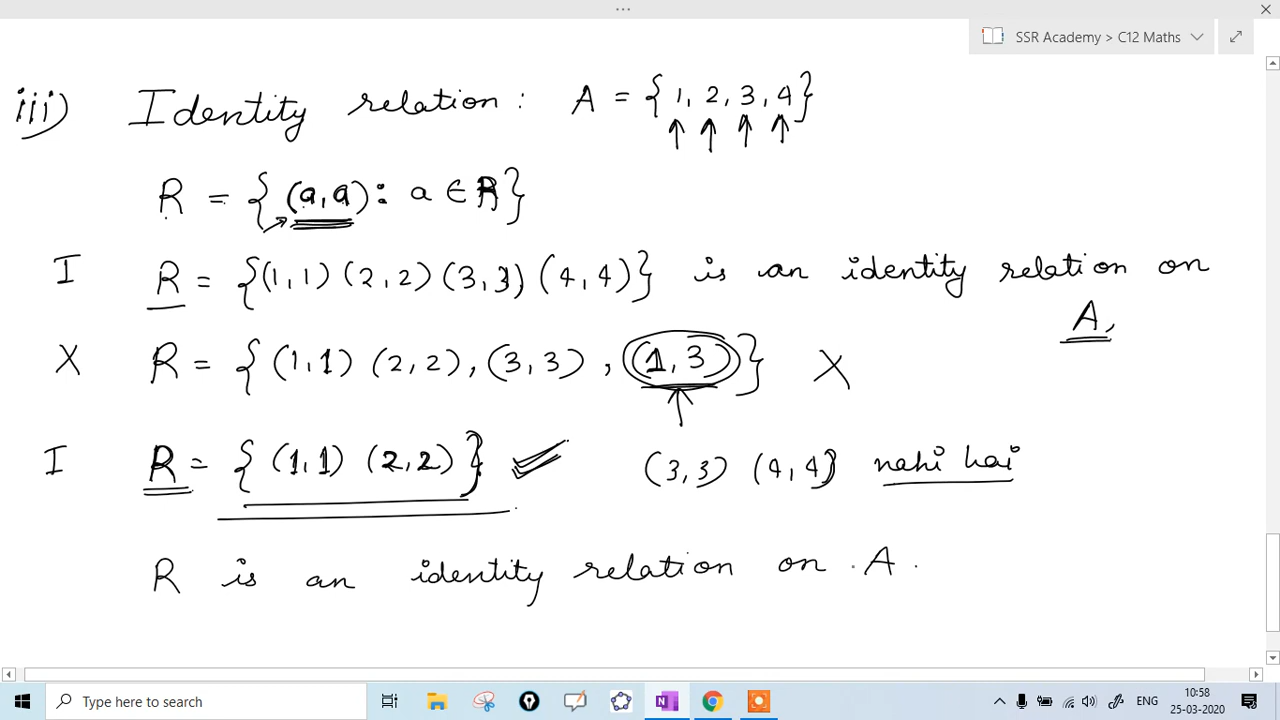 SSR Academy > C12 Maths
iii) Identity relation : A = {1, 2, 3, 4}
R = {(a, a) : a ∈ R}
I R = {(1, 1) (2, 2) (3, 3) (4, 4)} is an identity relation on
A,
X R = {(1, 1) (2, 2), (3, 3), (1, 3)} X
I R = {(1, 1) (2, 2)} ✓ (3, 3) (4, 4) nahi hai
R is an identity relation on A.
Type here to search
ENG
10:58
25-03-2020